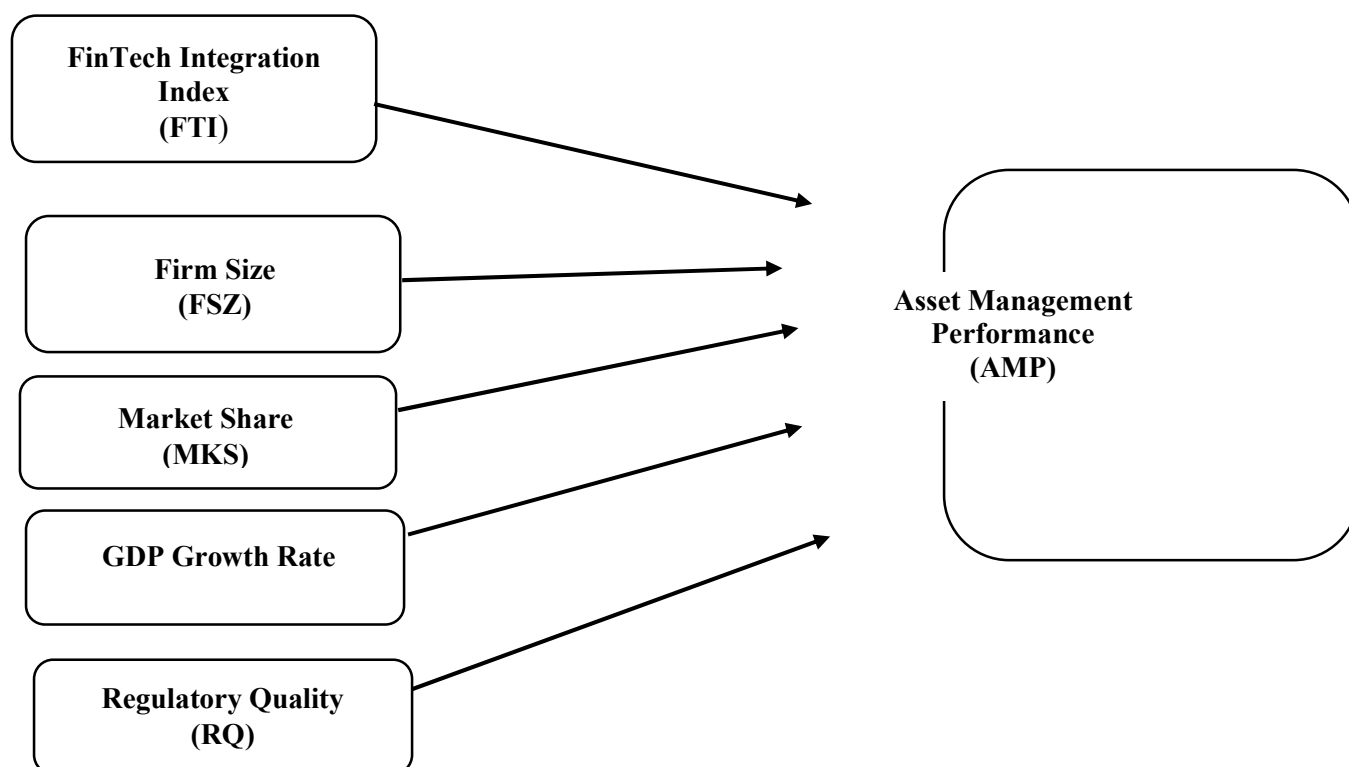 FinTech Integration
Index
(FTI)
Firm Size
(FSZ)
Market Share
(MKS)
GDP Growth Rate
Regulatory Quality
(RQ)
Asset Management
Performance
(AMP)